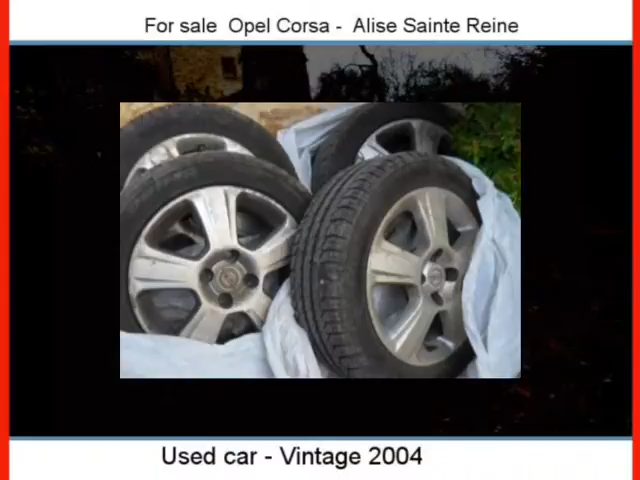 For sale  Opel Corsa -  Alise Sainte Reine
Used car - Vintage 2004